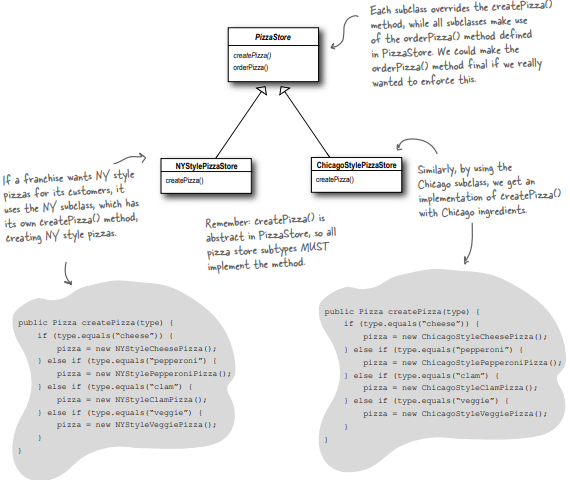 PizzaStore
createPizza()
orderPizza()
Each subclass overrides the createPizza()
method, while all subclasses make use
of the orderPizza() method defined
in PizzaStore. We could make the
orderPizza() method final if we really
wanted to enforce this.
If a franchise wants NY style
pizzas for its customers, it
uses the NY subclass, which has
its own createPizza() method,
creating NY style pizzas.
NYStylePizzaStore
createPizza()
ChicagoStylePizzaStore
createPizza()
Similarly, by using the
Chicago subclass, we get an
implementation of createPizza()
with Chicago ingredients.
Remember: createPizza() is
abstract in PizzaStore, so all
pizza store subtypes MUST
implement the method.
public Pizza createPizza(type) {
if (type.equals(“cheese”)) {
pizza = new NYStyleCheesePizza();
} else if (type.equals(“pepperoni”) {
pizza = new NYStylePepperoniPizza();
} else if (type.equals(“clam”) {
pizza = new NYStyleClamPizza();
} else if (type.equals(“veggie”) {
pizza = new NYStyleVeggiePizza();
}
}
public Pizza createPizza(type) {
if (type.equals(“cheese”)) {
pizza = new ChicagoStyleCheesePizza();
} else if (type.equals(“pepperoni”) {
pizza = new ChicagoStylePepperoniPizza();
} else if (type.equals(“clam”) {
pizza = new ChicagoStyleClamPizza();
} else if (type.equals(“veggie”) {
pizza = new ChicagoStyleVeggiePizza();
}
}